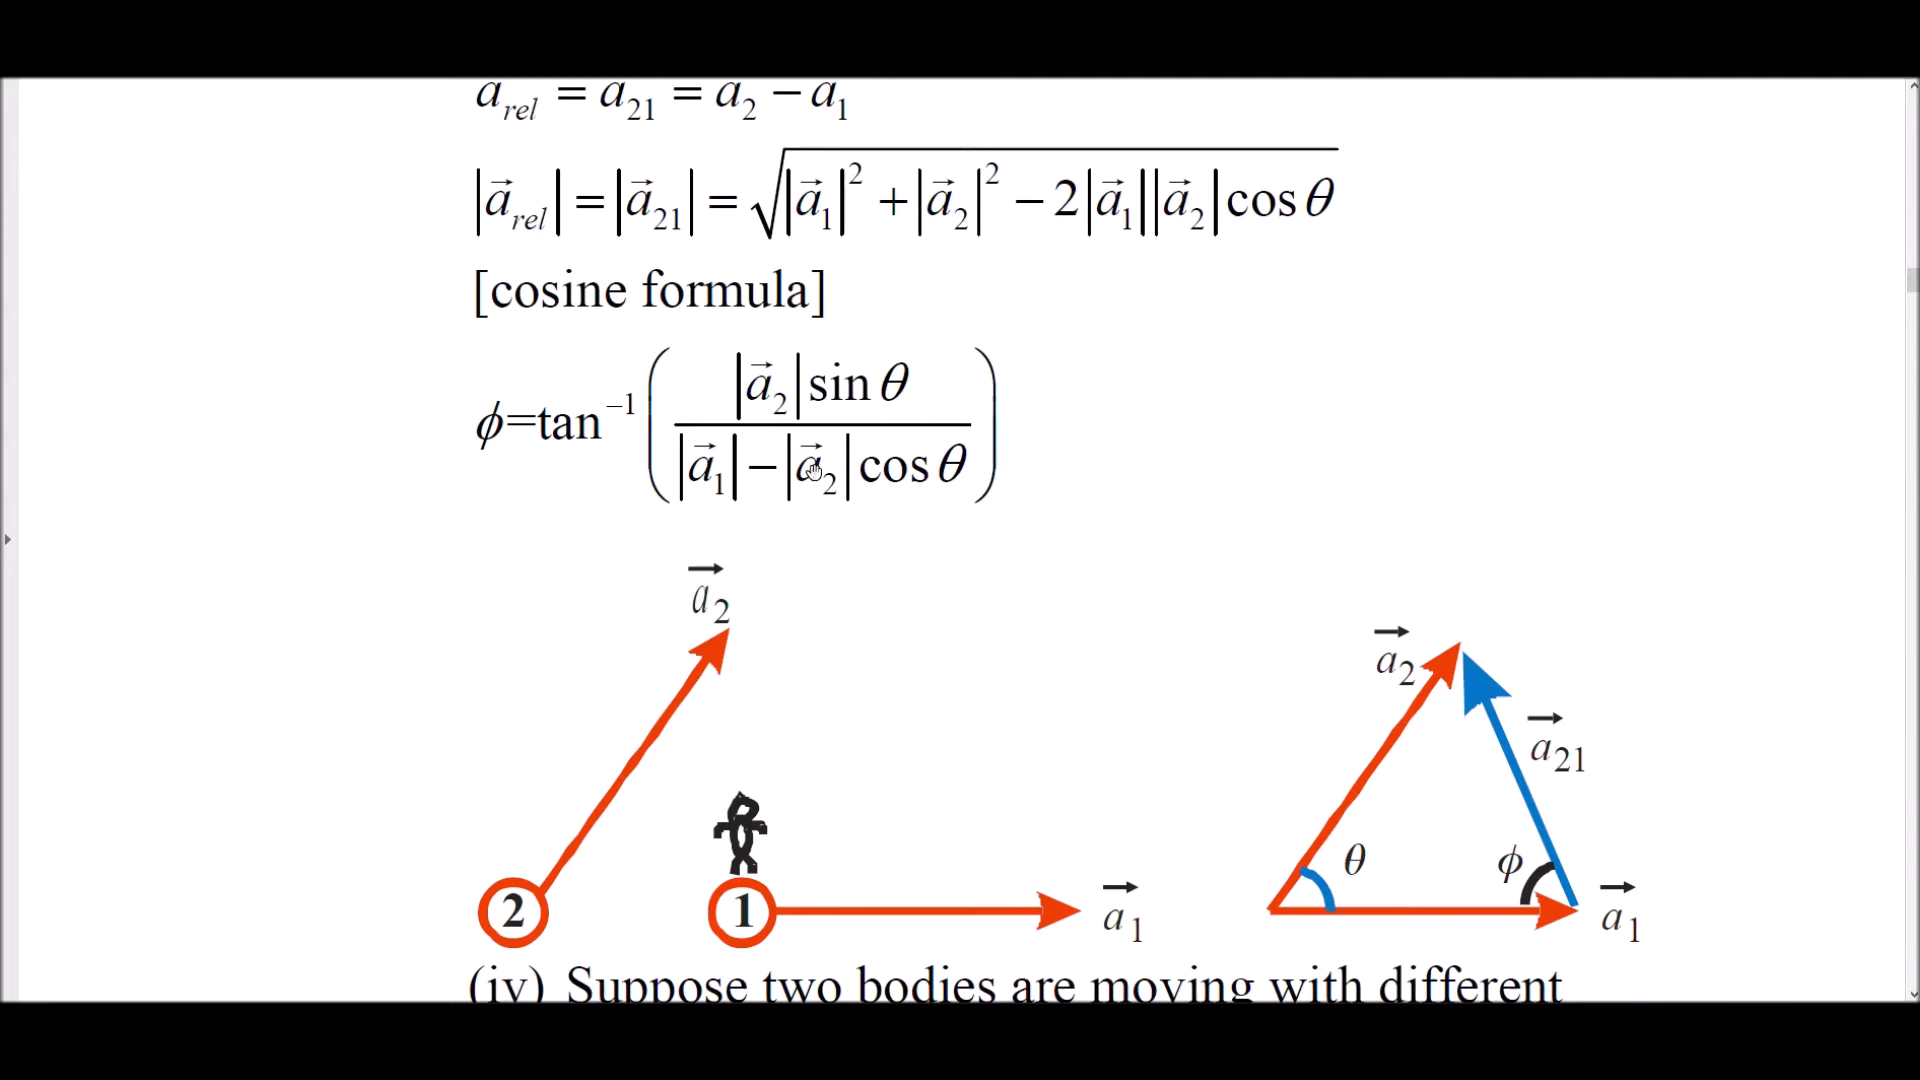 a_rel = a_21 = a_2 − a_1
|a⃗_rel| = |a⃗_21| = √(|a⃗_1|² + |a⃗_2|² − 2|a⃗_1||a⃗_2| cos θ)
[cosine formula]
ϕ=tan⁻¹(|a⃗_2| sin θ / (|a⃗_1| − |a⃗_2| cos θ))
a⃗_2
a⃗_2
a⃗_21
θ
ϕ
2
1
a⃗_1
a⃗_1
(iv) Suppose two bodies are moving with different